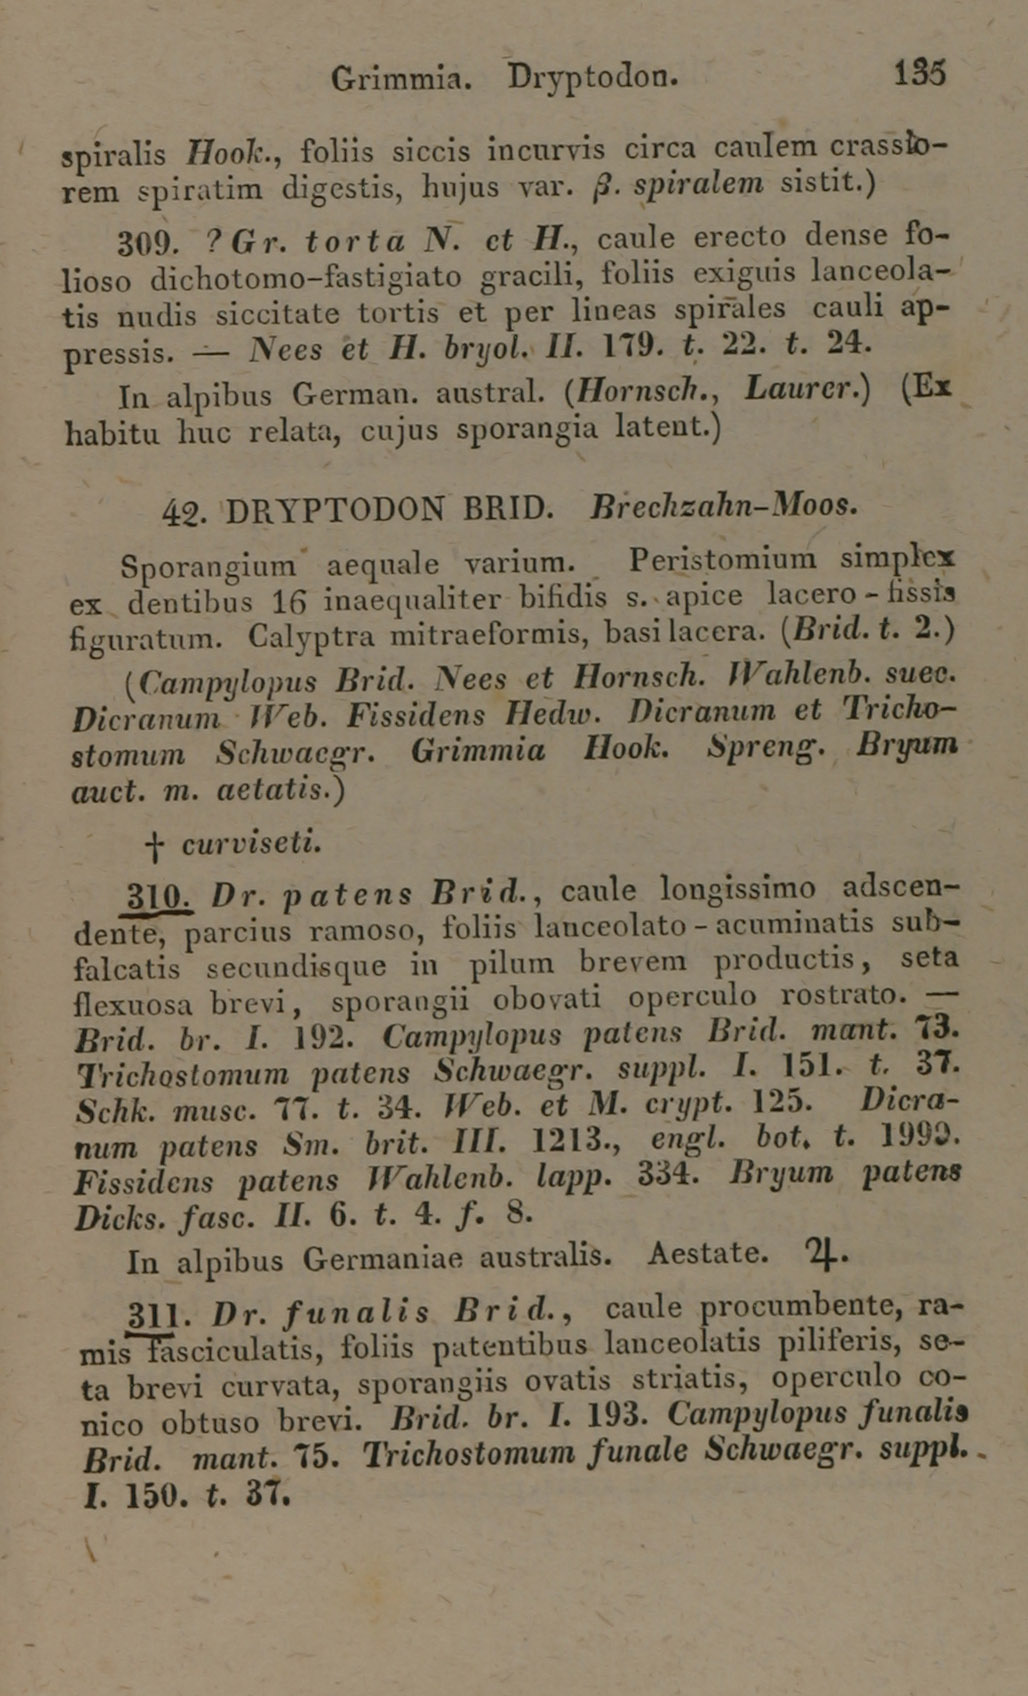 Grimmia. Dryptodon. 135
spiralis Hook., foliis siccis incurvis circa caulem crassio-
rem spiratim digestis, hujus var. β. spiralem sistit.)
309. ? Gr. torta N. et H., caule erecto dense fo-
lioso dichotomo-fastigiato gracili, foliis exiguis lanceola-
tis nudis siccitate tortis et per lineas spirales cauli ap-
pressis. — Nees et H. bryol. II. 179. t. 22. t. 24.
In alpibus German. austral. (Hornsch., Laurer.) (Ex
habitu huc relata, cujus sporangia latent.)
42. DRYPTODON BRID. Brechzahn-Moos.
Sporangium aequale varium. Peristomium simplex
ex dentibus 16 inaequaliter bifidis s. apice lacero-fissis
figuratum. Calyptra mitraeformis, basi lacera. (Brid. t. 2.)
(Campylopus Brid. Nees et Hornsch. Wahlenb. suec.
Dicranum Web. Fissidens Hedw. Dicranum et Tricho-
stomum Schwaegr. Grimmia Hook. Spreng. Bryum
auct. m. aetatis.)
† curviseti.
310. Dr. patens Brid., caule longissimo adscen-
dente, parcius ramoso, foliis lanceolato-acuminatis sub-
falcatis secundisque in pilum brevem productis, seta
flexuosa brevi, sporangii obovati operculo rostrato. —
Brid. br. I. 192. Campylopus patens Brid. mant. 73.
Trichostomum patens Schwaegr. suppl. I. 151. t. 37.
Schk. musc. 77. t. 34. Web. et M. crypt. 125. Dicra-
num patens Sm. brit. III. 1213., engl. bot. t. 1990.
Fissidens patens Wahlenb. lapp. 334. Bryum patens
Dicks. fasc. II. 6. t. 4. f. 8.
In alpibus Germaniae australis. Aestate. ♃.
311. Dr. funalis Brid., caule procumbente, ra-
mis fasciculatis, foliis patentibus lanceolatis piliferis, se-
ta brevi curvata, sporangiis ovatis striatis, operculo co-
nico obtuso brevi. Brid. br. I. 193. Campylopus funalis
Brid. mant. 75. Trichostomum funale Schwaegr. suppl.
I. 150. t. 37.